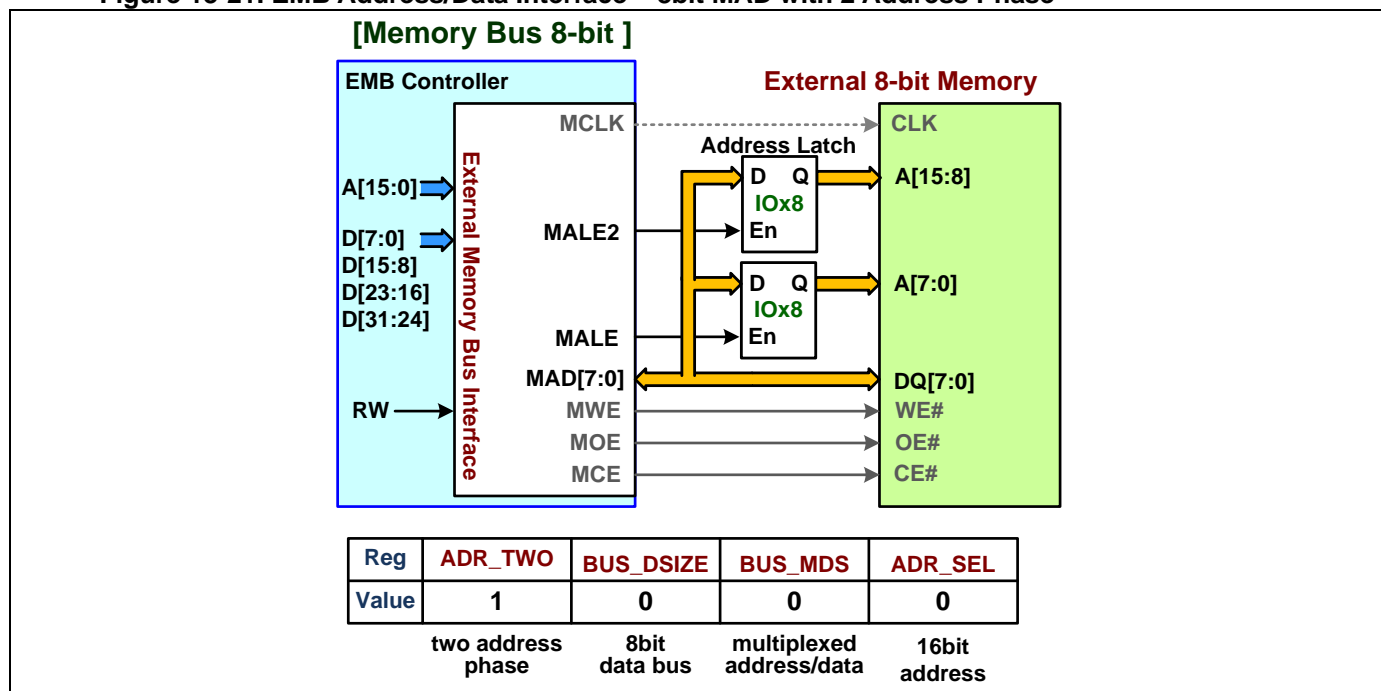 [Memory Bus 8-bit ]
EMB Controller
External 8-bit Memory
MCLK
CLK
Address Latch
External Memory Bus Interface
A[15:0]
D Q
A[15:8]
IOx8
MALE2
En
D[7:0]
D[15:8]
D[23:16]
D[31:24]
D Q
A[7:0]
IOx8
MALE
En
MAD[7:0]
DQ[7:0]
RW
MWE
WE#
MOE
OE#
MCE
CE#
Reg ADR_TWO BUS_DSIZE BUS_MDS ADR_SEL
Value 1 0 0 0
two address phase
8bit data bus
multiplexed address/data
16bit address